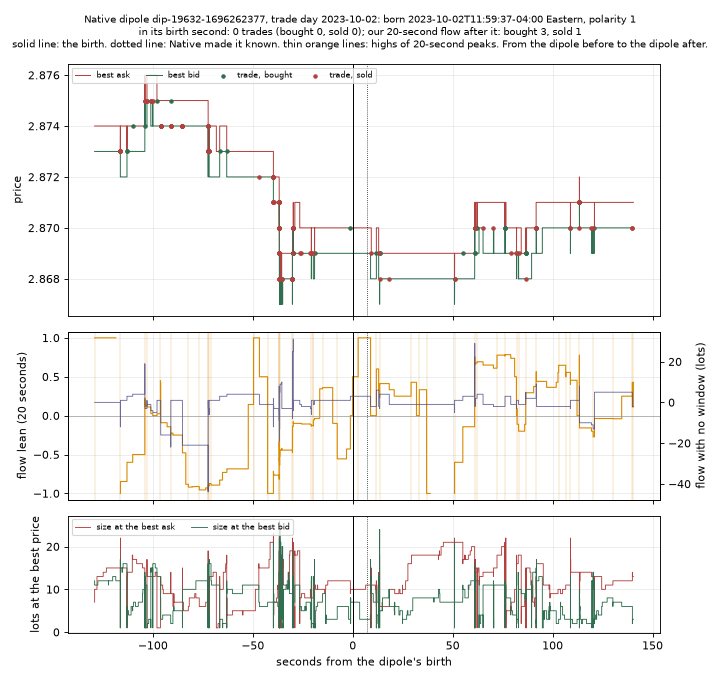 Native dipole dip-19632-1696262377, trade day 2023-10-02: born 2023-10-02T11:59:37-04:00 Eastern, polarity 1
in its birth second: 0 trades (bought 0, sold 0); our 20-second flow after it: bought 3, sold 1
solid line: the birth. dotted line: Native made it known. thin orange lines: highs of 20-second peaks. From the dipole before to the dipole after.
best ask
best bid
trade, bought
trade, sold
2.876
2.874
2.872
2.870
2.868
price
1.0
0.5
0.0
−0.5
−1.0
flow lean (20 seconds)
20
0
−20
−40
flow with no window (lots)
size at the best ask
size at the best bid
20
10
0
lots at the best price
−100
−50
0
50
100
150
seconds from the dipole's birth